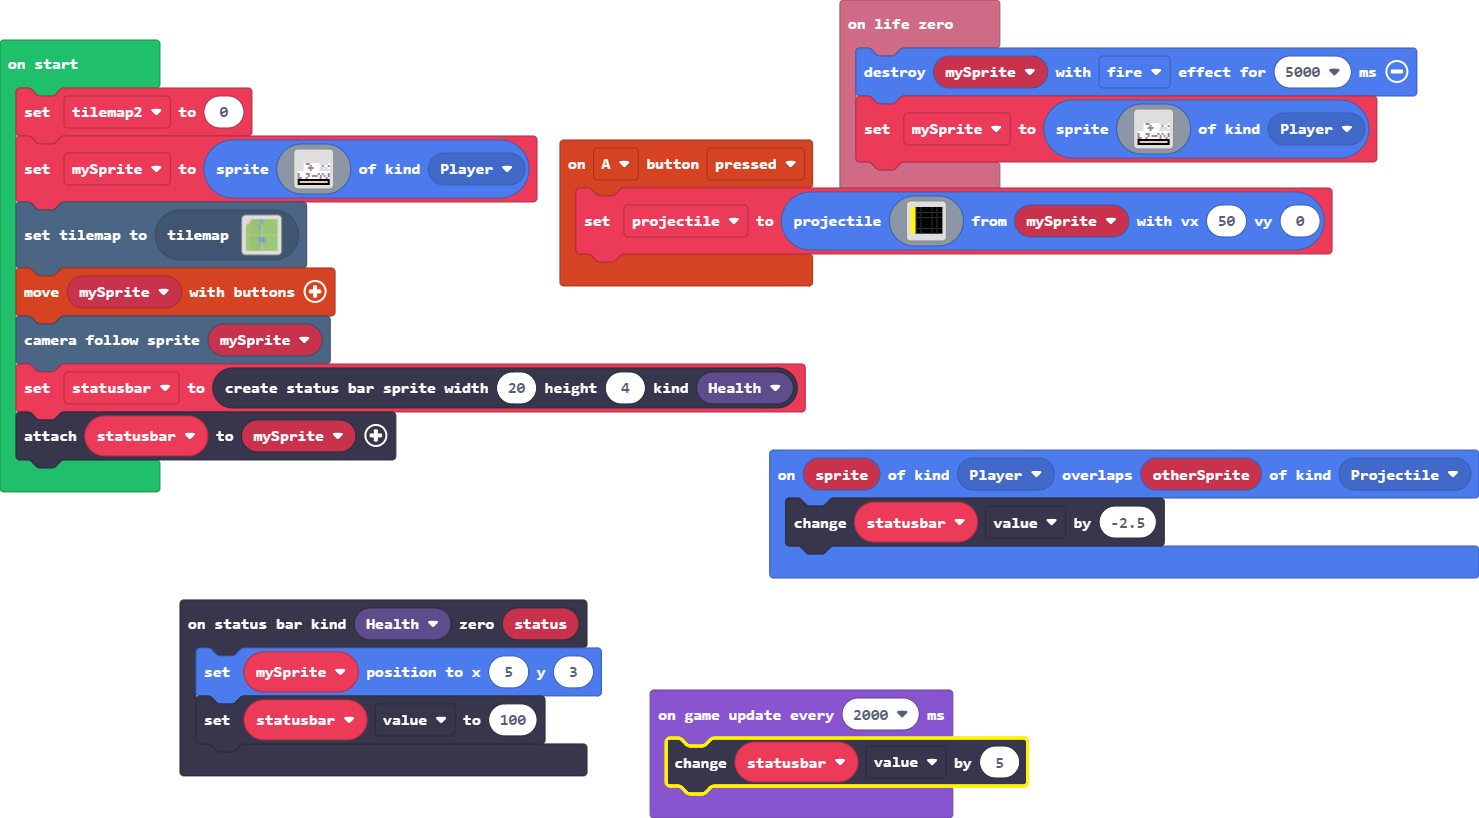 on start
set tilemap2 to 0
set mySprite to sprite of kind Player
set tilemap to tilemap
move mySprite with buttons
camera follow sprite mySprite
set statusbar to create status bar sprite width 20 height 4 kind Health
attach statusbar to mySprite
on life zero
destroy mySprite with fire effect for 5000 ms
set mySprite to sprite of kind Player
on A button pressed
set projectile to projectile from mySprite with vx 50 vy 0
on sprite of kind Player overlaps otherSprite of kind Projectile
change statusbar value by -2.5
on status bar kind Health zero status
set mySprite position to x 5 y 3
set statusbar value to 100
on game update every 2000 ms
change statusbar value by 5